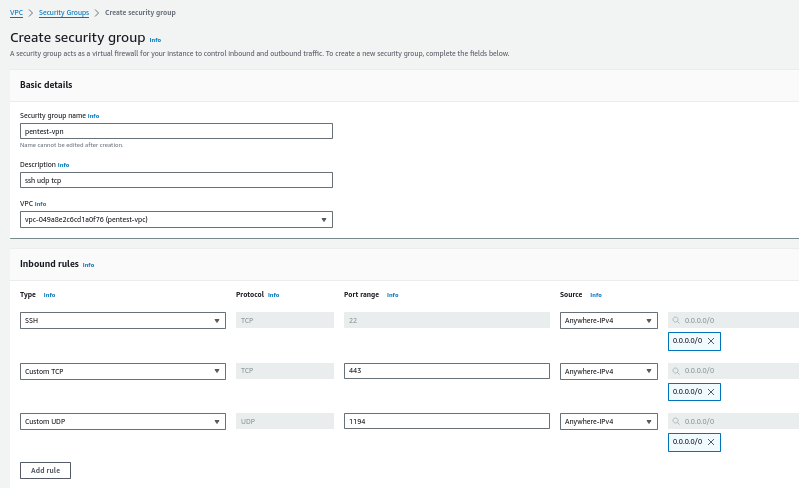 VPC > Security Groups > Create security group
Create security group Info
A security group acts as a virtual firewall for your instance to control inbound and outbound traffic. To create a new security group, complete the fields below.
Basic details
Security group name Info
pentest-vpn
Name cannot be edited after creation.
Description Info
ssh udp tcp
VPC Info
vpc-049a8e2c6cd1a0f76 (pentest-vpc)
Inbound rules Info
Type Info Protocol Info Port range Info Source Info
SSH TCP 22 Anywhere-IPv4 0.0.0.0/0
0.0.0.0/0
Custom TCP TCP 443 Anywhere-IPv4 0.0.0.0/0
0.0.0.0/0
Custom UDP UDP 1194 Anywhere-IPv4 0.0.0.0/0
0.0.0.0/0
Add rule